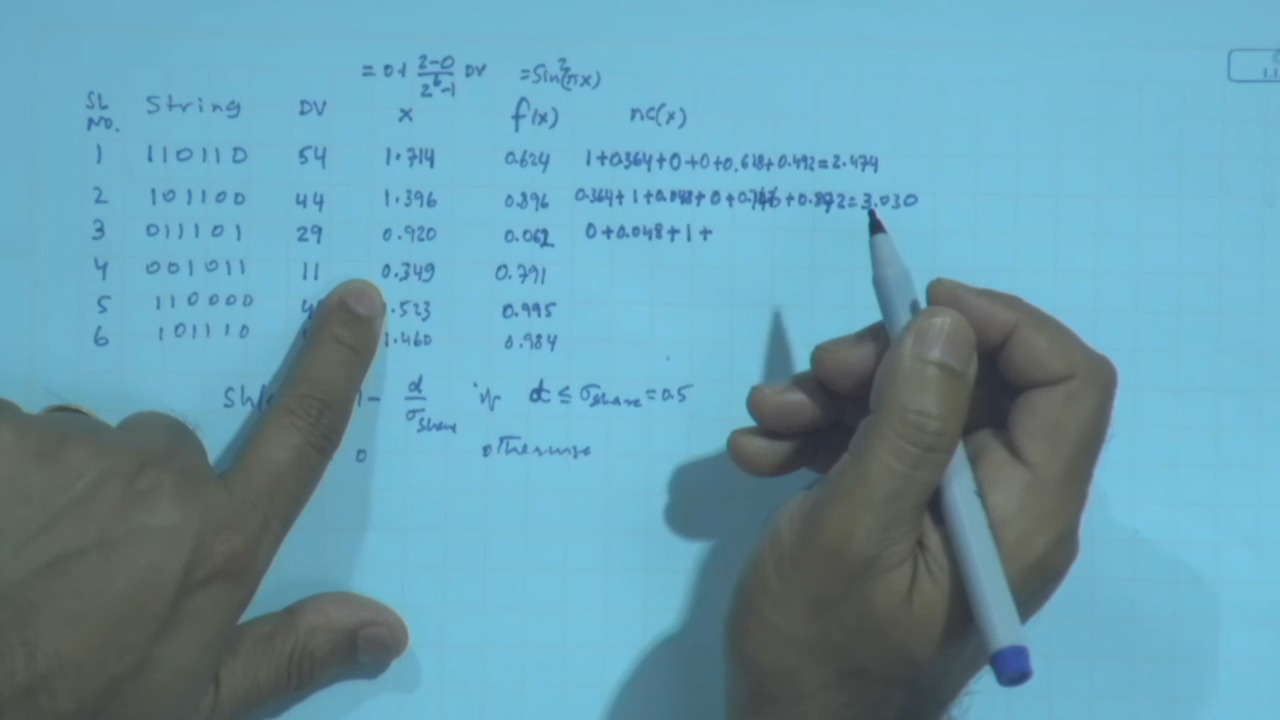 = 0+ 2-0/2^6-1 DV = Sin²(πx)
SL NO. String DV x f(x) nc(x)
1 110110 54 1.714 0.624 1+0.364+0+0+0.618+0.492=2.474
2 101100 44 1.396 0.896 0.364+1+0.048+0+0.746+0.872=3.030
3 011101 29 0.920 0.062 0+0.048+1+
4 001011 11 0.349 0.791
5 110000 4 .523 0.995
6 101110 1.460 0.984
Sh( 1- d/σshare if d ≤ σshare = 0.5
0 otherwise